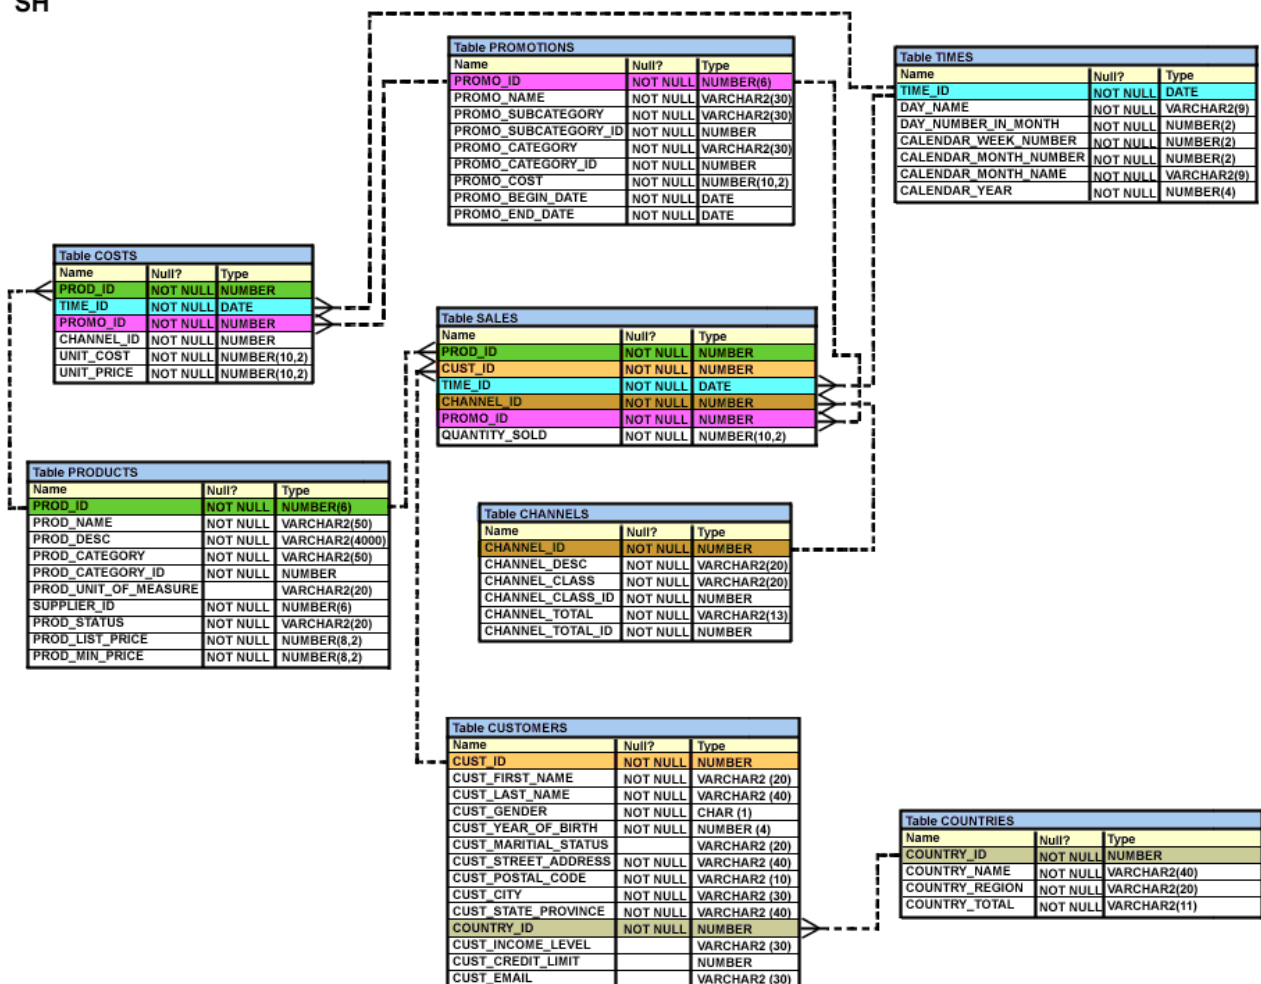 SH
Table PROMOTIONS
Name Null? Type
PROMO_ID NOT NULL NUMBER(6)
PROMO_NAME NOT NULL VARCHAR2(30)
PROMO_SUBCATEGORY NOT NULL VARCHAR2(30)
PROMO_SUBCATEGORY_ID NOT NULL NUMBER
PROMO_CATEGORY NOT NULL VARCHAR2(30)
PROMO_CATEGORY_ID NOT NULL NUMBER
PROMO_COST NOT NULL NUMBER(10,2)
PROMO_BEGIN_DATE NOT NULL DATE
PROMO_END_DATE NOT NULL DATE
Table TIMES
Name Null? Type
TIME_ID NOT NULL DATE
DAY_NAME NOT NULL VARCHAR2(9)
DAY_NUMBER_IN_MONTH NOT NULL NUMBER(2)
CALENDAR_WEEK_NUMBER NOT NULL NUMBER(2)
CALENDAR_MONTH_NUMBER NOT NULL NUMBER(2)
CALENDAR_MONTH_NAME NOT NULL VARCHAR2(9)
CALENDAR_YEAR NOT NULL NUMBER(4)
Table COSTS
Name Null? Type
PROD_ID NOT NULL NUMBER
TIME_ID NOT NULL DATE
PROMO_ID NOT NULL NUMBER
CHANNEL_ID NOT NULL NUMBER
UNIT_COST NOT NULL NUMBER(10,2)
UNIT_PRICE NOT NULL NUMBER(10,2)
Table SALES
Name Null? Type
PROD_ID NOT NULL NUMBER
CUST_ID NOT NULL NUMBER
TIME_ID NOT NULL DATE
CHANNEL_ID NOT NULL NUMBER
PROMO_ID NOT NULL NUMBER
QUANTITY_SOLD NOT NULL NUMBER(10,2)
Table PRODUCTS
Name Null? Type
PROD_ID NOT NULL NUMBER(6)
PROD_NAME NOT NULL VARCHAR2(50)
PROD_DESC NOT NULL VARCHAR2(4000)
PROD_CATEGORY NOT NULL VARCHAR2(50)
PROD_CATEGORY_ID NOT NULL NUMBER
PROD_UNIT_OF_MEASURE VARCHAR2(20)
SUPPLIER_ID NOT NULL NUMBER(6)
PROD_STATUS NOT NULL VARCHAR2(20)
PROD_LIST_PRICE NOT NULL NUMBER(8,2)
PROD_MIN_PRICE NOT NULL NUMBER(8,2)
Table CHANNELS
Name Null? Type
CHANNEL_ID NOT NULL NUMBER
CHANNEL_DESC NOT NULL VARCHAR2(20)
CHANNEL_CLASS NOT NULL VARCHAR2(20)
CHANNEL_CLASS_ID NOT NULL NUMBER
CHANNEL_TOTAL NOT NULL VARCHAR2(13)
CHANNEL_TOTAL_ID NOT NULL NUMBER
Table CUSTOMERS
Name Null? Type
CUST_ID NOT NULL NUMBER
CUST_FIRST_NAME NOT NULL VARCHAR2 (20)
CUST_LAST_NAME NOT NULL VARCHAR2 (40)
CUST_GENDER NOT NULL CHAR (1)
CUST_YEAR_OF_BIRTH NOT NULL NUMBER (4)
CUST_MARITIAL_STATUS VARCHAR2 (20)
CUST_STREET_ADDRESS NOT NULL VARCHAR2 (40)
CUST_POSTAL_CODE NOT NULL VARCHAR2 (10)
CUST_CITY NOT NULL VARCHAR2 (30)
CUST_STATE_PROVINCE NOT NULL VARCHAR2 (40)
COUNTRY_ID NOT NULL NUMBER
CUST_INCOME_LEVEL VARCHAR2 (30)
CUST_CREDIT_LIMIT NUMBER
CUST_EMAIL VARCHAR2 (30)
Table COUNTRIES
Name Null? Type
COUNTRY_ID NOT NULL NUMBER
COUNTRY_NAME NOT NULL VARCHAR2(40)
COUNTRY_REGION NOT NULL VARCHAR2(20)
COUNTRY_TOTAL NOT NULL VARCHAR2(11)